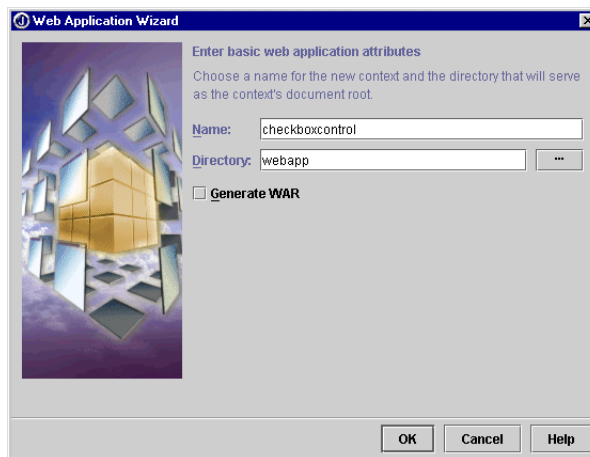 Web Application Wizard
Enter basic web application attributes
Choose a name for the new context and the directory that will serve
as the context's document root.
Name: checkboxcontrol
Directory: webapp ...
Generate WAR
OK Cancel Help